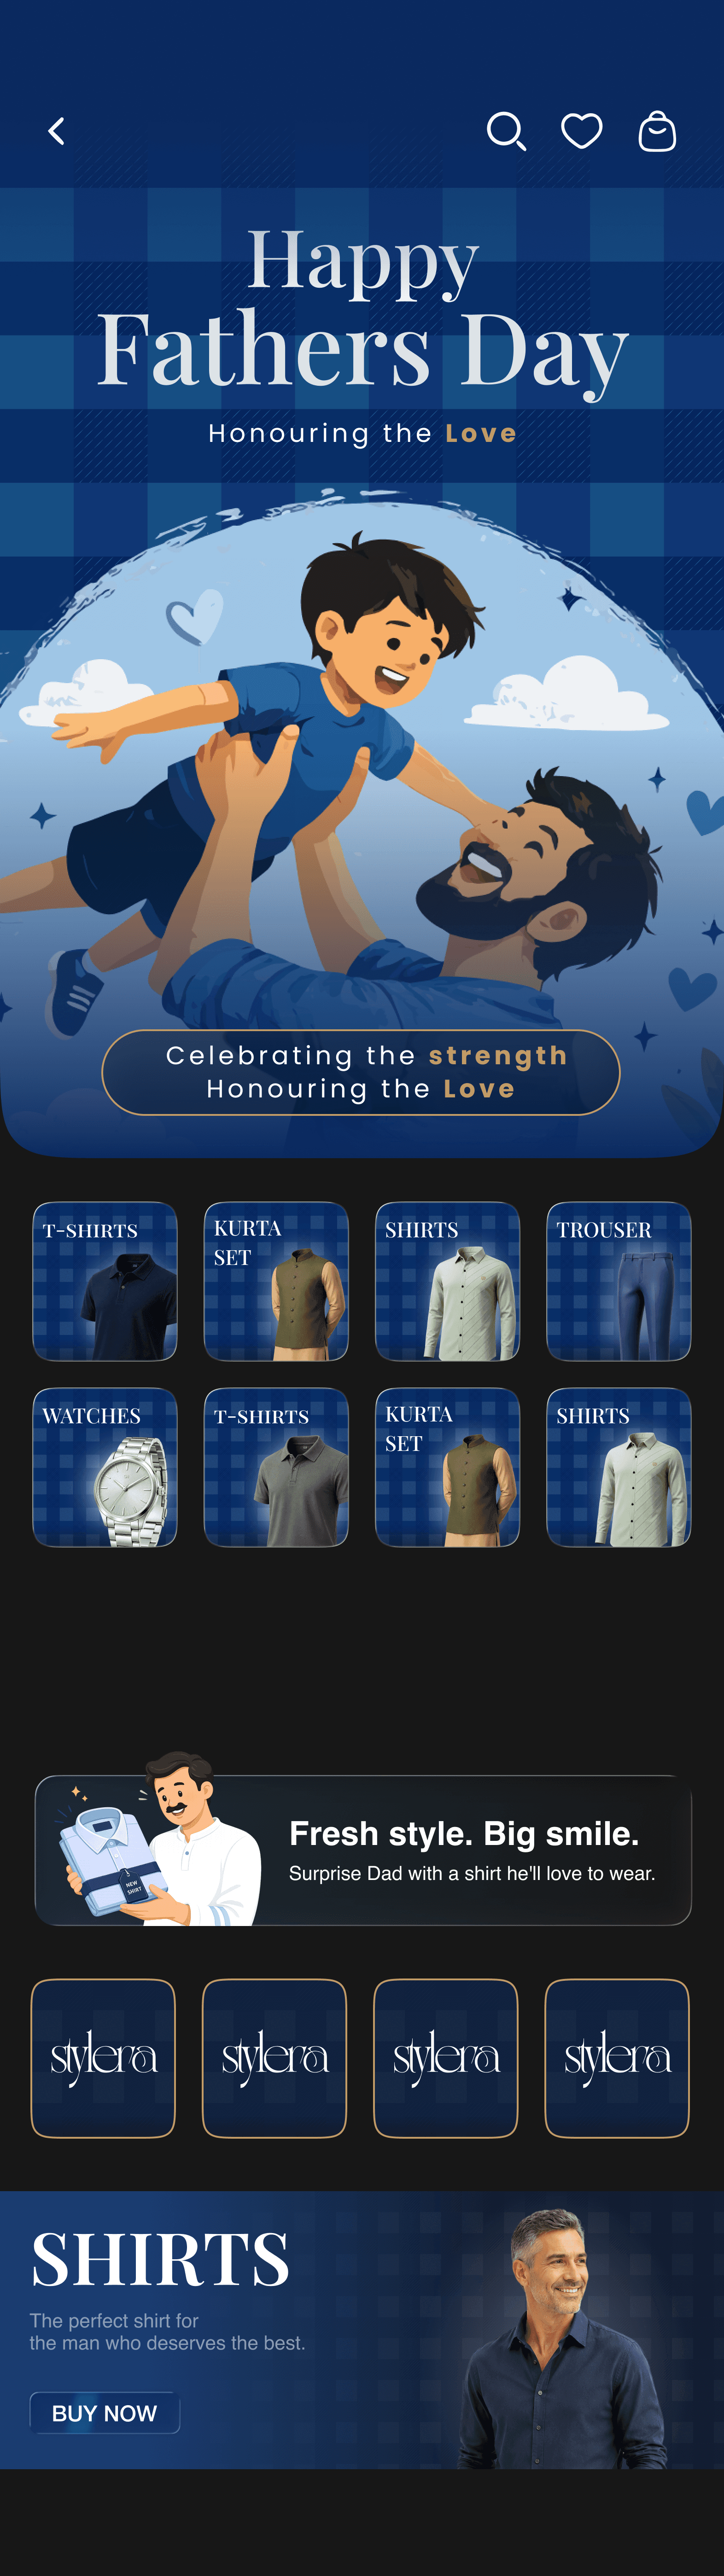 Happy
Fathers Day
Honouring the Love
Celebrating the strength
Honouring the Love
T-SHIRTS
KURTA
SET
SHIRTS
TROUSER
WATCHES
T-SHIRTS
KURTA
SET
SHIRTS
NEW
SHIRT
Fresh style. Big smile.
Surprise Dad with a shirt he'll love to wear.
stylera
stylera
stylera
stylera
SHIRTS
The perfect shirt for
the man who deserves the best.
BUY NOW